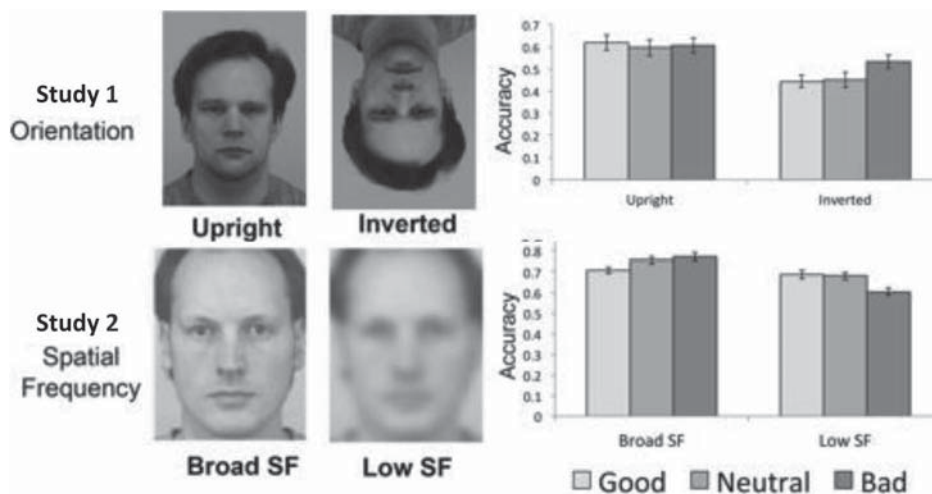 Study 1
Orientation
Upright
Inverted
Accuracy
0.7
0.6
0.5
0.4
0.3
0.2
0.1
0
Upright
Inverted
Study 2
Spatial
Frequency
Broad SF
Low SF
Accuracy
0.8
0.7
0.6
0.5
0.4
0.3
0.2
0.1
0
Broad SF
Low SF
Good
Neutral
Bad